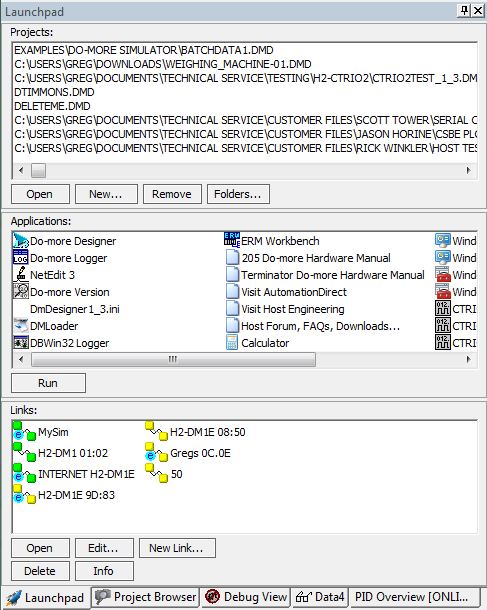 Launchpad
Projects:
EXAMPLES\DO-MORE SIMULATOR\BATCHDATA1.DMD
C:\USERS\GREG\DOWNLOADS\WEIGHING_MACHINE-01.DMD
C:\USERS\GREG\DOCUMENTS\TECHNICAL SERVICE\TESTING\H2-CTRIO2\CTRIO2TEST_1_3.DM
DTIMMONS.DMD
DELETEME.DMD
C:\USERS\GREG\DOCUMENTS\TECHNICAL SERVICE\CUSTOMER FILES\SCOTT TOWER\SERIAL C
C:\USERS\GREG\DOCUMENTS\TECHNICAL SERVICE\CUSTOMER FILES\JASON HORINE\CSBE PLC
C:\USERS\GREG\DOCUMENTS\TECHNICAL SERVICE\CUSTOMER FILES\RICK WINKLER\HOST TES
Open New... Remove Folders...
Applications:
Do-more Designer ERM Workbench Wind
Do-more Logger 205 Do-more Hardware Manual Wind
NetEdit 3 Terminator Do-more Hardware Manual Wind
Do-more Version Visit AutomationDirect Wind
DmDesigner1_3.ini Visit Host Engineering CTRI
DMLoader Host Forum, FAQs, Downloads... CTRI
DBWin32 Logger Calculator CTRI
Run
Links:
MySim H2-DM1E 08:50
H2-DM1 01:02 Gregs 0C.0E
INTERNET H2-DM1E 50
H2-DM1E 9D:83
Open Edit... New Link...
Delete Info
Launchpad Project Browser Debug View Data4 PID Overview [ONLI...